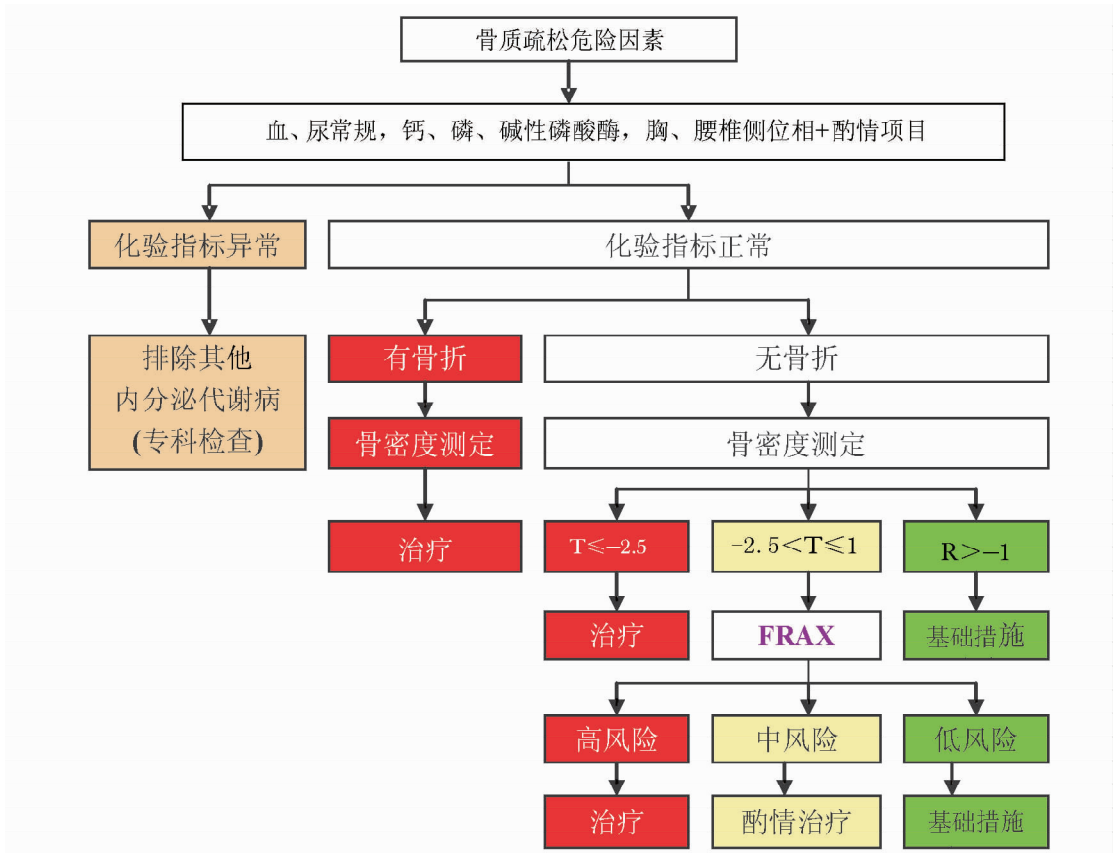 骨质疏松危险因素
血、尿常规，钙、磷、碱性磷酸酶，胸、腰椎侧位相+酌情项目
化验指标异常
化验指标正常
排除其他
内分泌代谢病
(专科检查)
有骨折
无骨折
骨密度测定
骨密度测定
治疗
T≤-2.5
-2.5<T≤1
R>-1
治疗
FRAX
基础措施
高风险
中风险
低风险
治疗
酌情治疗
基础措施